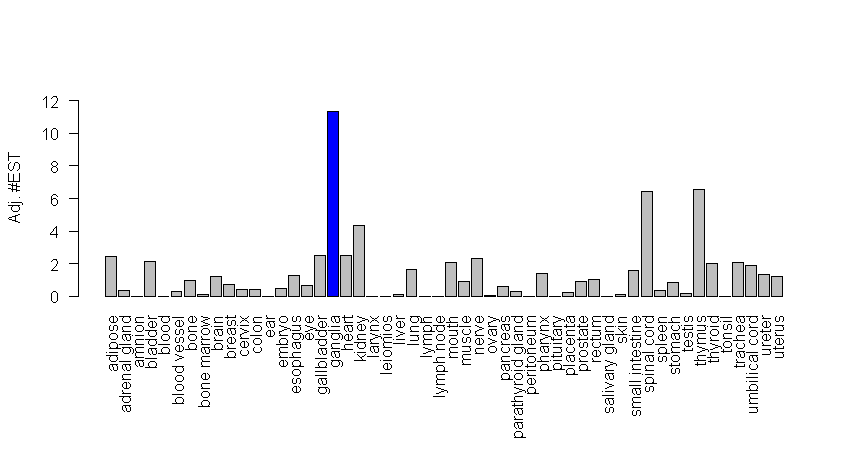 Adj. #EST
12
10
8
6
4
2
0
adipose
adrenal gland
amnion
bladder
blood
blood vessel
bone
bone marrow
brain
breast
cervix
colon
ear
embryo
esophagus
eye
gallbladder
ganglia
heart
kidney
larynx
leiomios
liver
lung
lymph
lymph node
mouth
muscle
nerve
ovary
pancreas
parathyroid gland
peritoneum
pharynx
pituitary
placenta
prostate
rectum
salivary gland
skin
small intestine
spinal cord
spleen
stomach
testis
thymus
thyroid
tonsil
trachea
umbilical cord
ureter
uterus